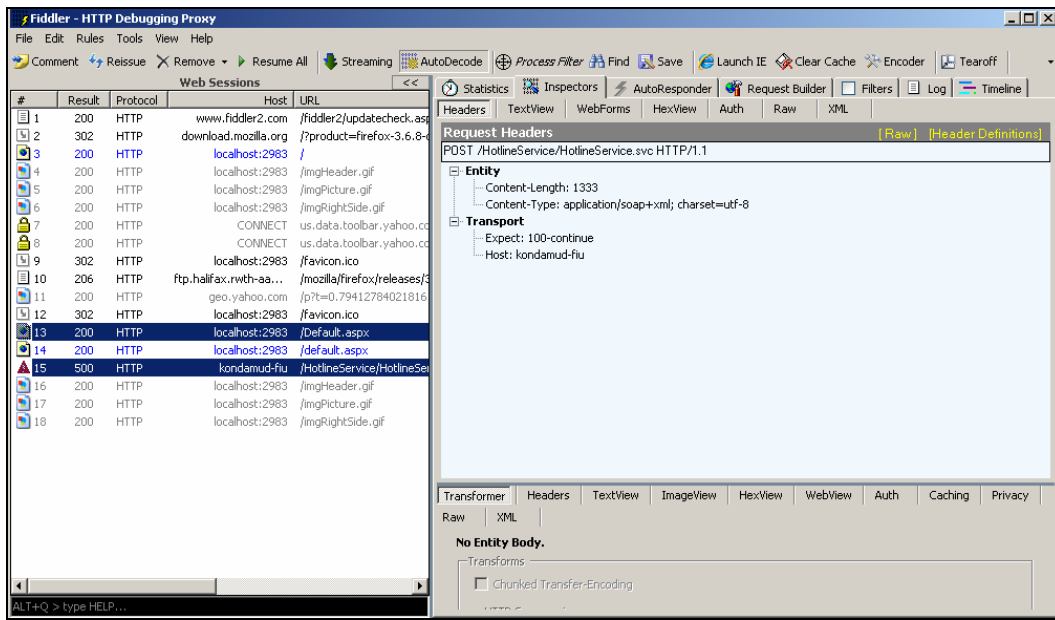 Fiddler - HTTP Debugging Proxy
File Edit Rules Tools View Help
Comment Reissue Remove Resume All Streaming AutoDecode Process Filter Find Save Launch IE Clear Cache Encoder Tearoff
Web Sessions <<
# Result Protocol Host URL
1 200 HTTP www.fiddler2.com /fiddler2/updatecheck.asp
2 302 HTTP download.mozilla.org /?product=firefox-3.6.8-
3 200 HTTP localhost:2983 /
4 200 HTTP localhost:2983 /imgHeader.gif
5 200 HTTP localhost:2983 /imgPicture.gif
6 200 HTTP localhost:2983 /imgRightSide.gif
7 200 HTTP CONNECT us.data.toolbar.yahoo.co
8 200 HTTP CONNECT us.data.toolbar.yahoo.co
9 302 HTTP localhost:2983 /favicon.ico
10 206 HTTP ftp.halifax.rwth-aa... /mozilla/firefox/releases/3
11 200 HTTP geo.yahoo.com /p?t=0.79412784021816
12 302 HTTP localhost:2983 /favicon.ico
13 200 HTTP localhost:2983 /Default.aspx
14 200 HTTP localhost:2983 /default.aspx
15 500 HTTP kondamud-fiu /HotlineService/HotlineSer
16 200 HTTP localhost:2983 /imgHeader.gif
17 200 HTTP localhost:2983 /imgPicture.gif
18 200 HTTP localhost:2983 /imgRightSide.gif
ALT+Q > type HELP...
Statistics Inspectors AutoResponder Request Builder Filters Log Timeline
Headers TextView WebForms HexView Auth Raw XML
Request Headers [ Raw ] [Header Definitions]
POST /HotlineService/HotlineService.svc HTTP/1.1
Entity
Content-Length: 1333
Content-Type: application/soap+xml; charset=utf-8
Transport
Expect: 100-continue
Host: kondamud-fiu
Transformer Headers TextView ImageView HexView WebView Auth Caching Privacy
Raw XML
No Entity Body.
Transforms
Chunked Transfer-Encoding